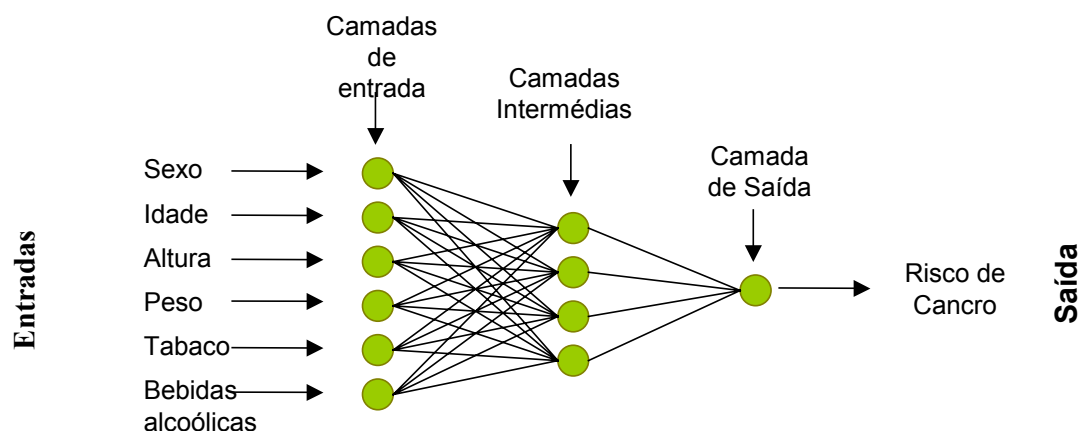 Camadas
de
entrada
Camadas
Intermédias
Camada
de Saída
Entradas
Sexo
Idade
Altura
Peso
Tabaco
Bebidas
alcoólicas
Risco de
Cancro
Saída